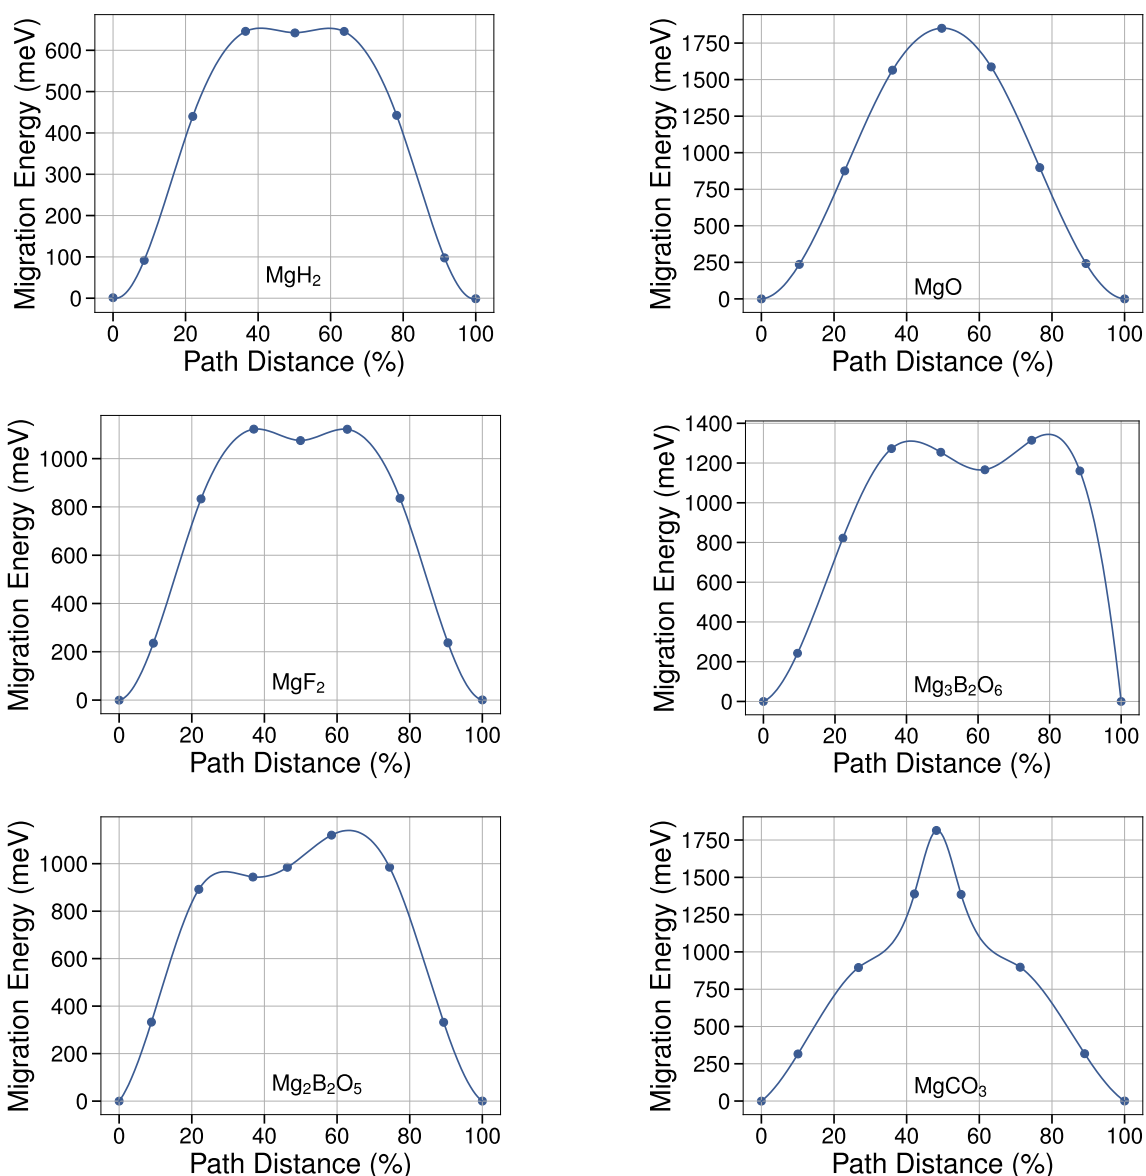 Migration Energy (meV)
600
500
400
300
200
100
0
MgH₂
0 20 40 60 80 100
Path Distance (%)
Migration Energy (meV)
1750
1500
1250
1000
750
500
250
0
MgO
0 20 40 60 80 100
Path Distance (%)
Migration Energy (meV)
1000
800
600
400
200
0
MgF₂
0 20 40 60 80 100
Path Distance (%)
Migration Energy (meV)
1400
1200
1000
800
600
400
200
0
Mg₃B₂O₆
0 20 40 60 80 100
Path Distance (%)
Migration Energy (meV)
1000
800
600
400
200
0
Mg₂B₂O₅
0 20 40 60 80 100
Path Distance (%)
Migration Energy (meV)
1750
1500
1250
1000
750
500
250
0
MgCO₃
0 20 40 60 80 100
Path Distance (%)